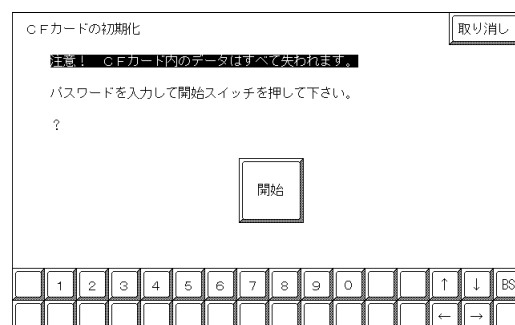 CFカードの初期化
取り消し
注意! CFカード内のデータはすべて失われます。
パスワードを入力して開始スイッチを押して下さい。
?
開始
1 2 3 4 5 6 7 8 9 0 ↑ ↓ BS
← →